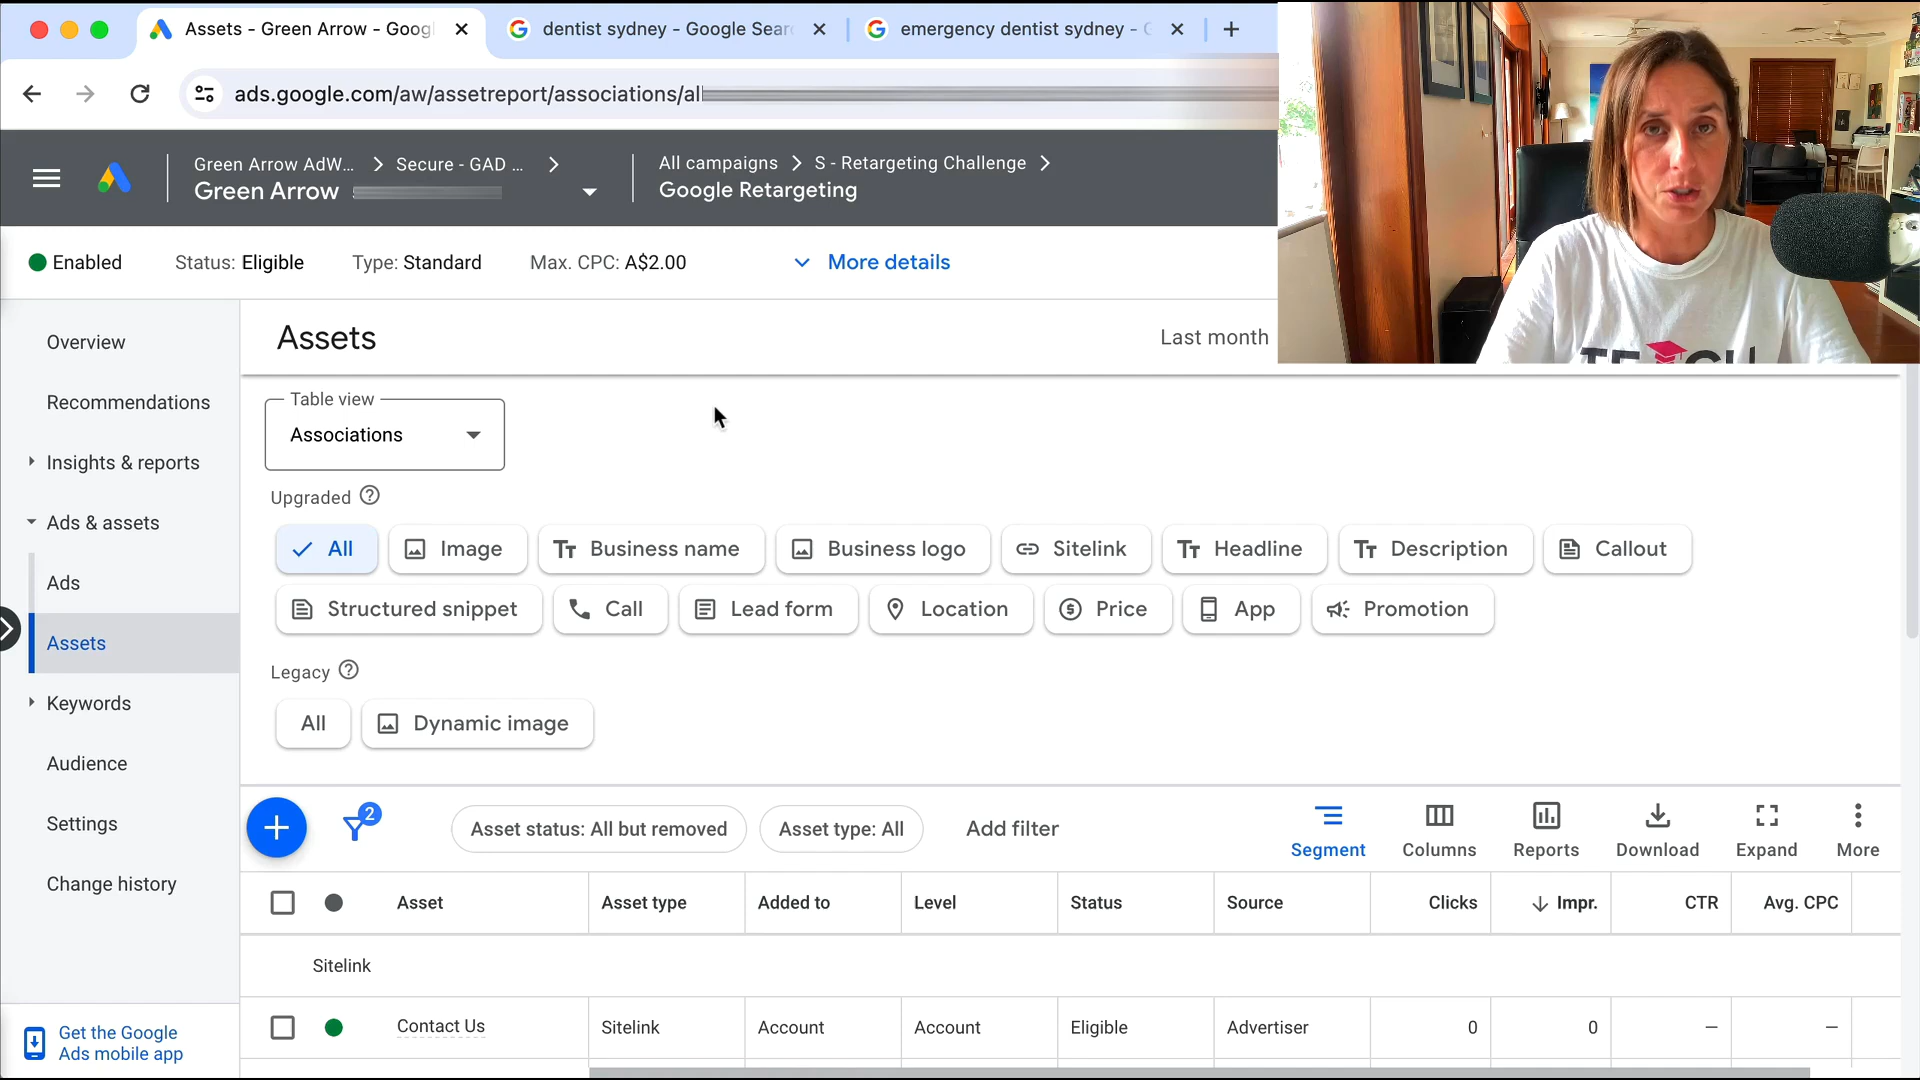 Assets - Green Arrow - Goog
dentist sydney - Google Sear
emergency dentist sydney - G
ads.google.com/aw/assetreport/associations/al
Green Arrow AdW... Secure - GAD ...
Green Arrow
All campaigns S - Retargeting Challenge
Google Retargeting
Enabled Status: Eligible Type: Standard Max. CPC: A$2.00 More details
Overview
Recommendations
Insights & reports
Ads & assets
Ads
Assets
Keywords
Audience
Settings
Change history
Get the Google
Ads mobile app
Assets
Last month
Table view
Associations
Upgraded
All Image Business name Business logo Sitelink Headline Description Callout
Structured snippet Call Lead form Location Price App Promotion
Legacy
All Dynamic image
2
Asset status: All but removed Asset type: All Add filter
Segment Columns Reports Download Expand More
Asset Asset type Added to Level Status Source Clicks Impr. CTR Avg. CPC
Sitelink
Contact Us Sitelink Account Account Eligible Advertiser 0 0 — —